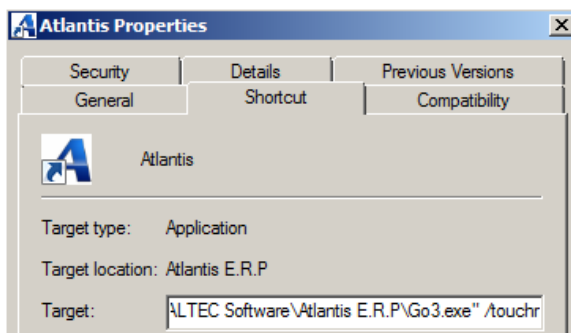 Atlantis Properties
Security Details Previous Versions
General Shortcut Compatibility
Atlantis
Target type: Application
Target location: Atlantis E.R.P
Target: ALTEC Software\Atlantis E.R.P\Go3.exe" /touchr